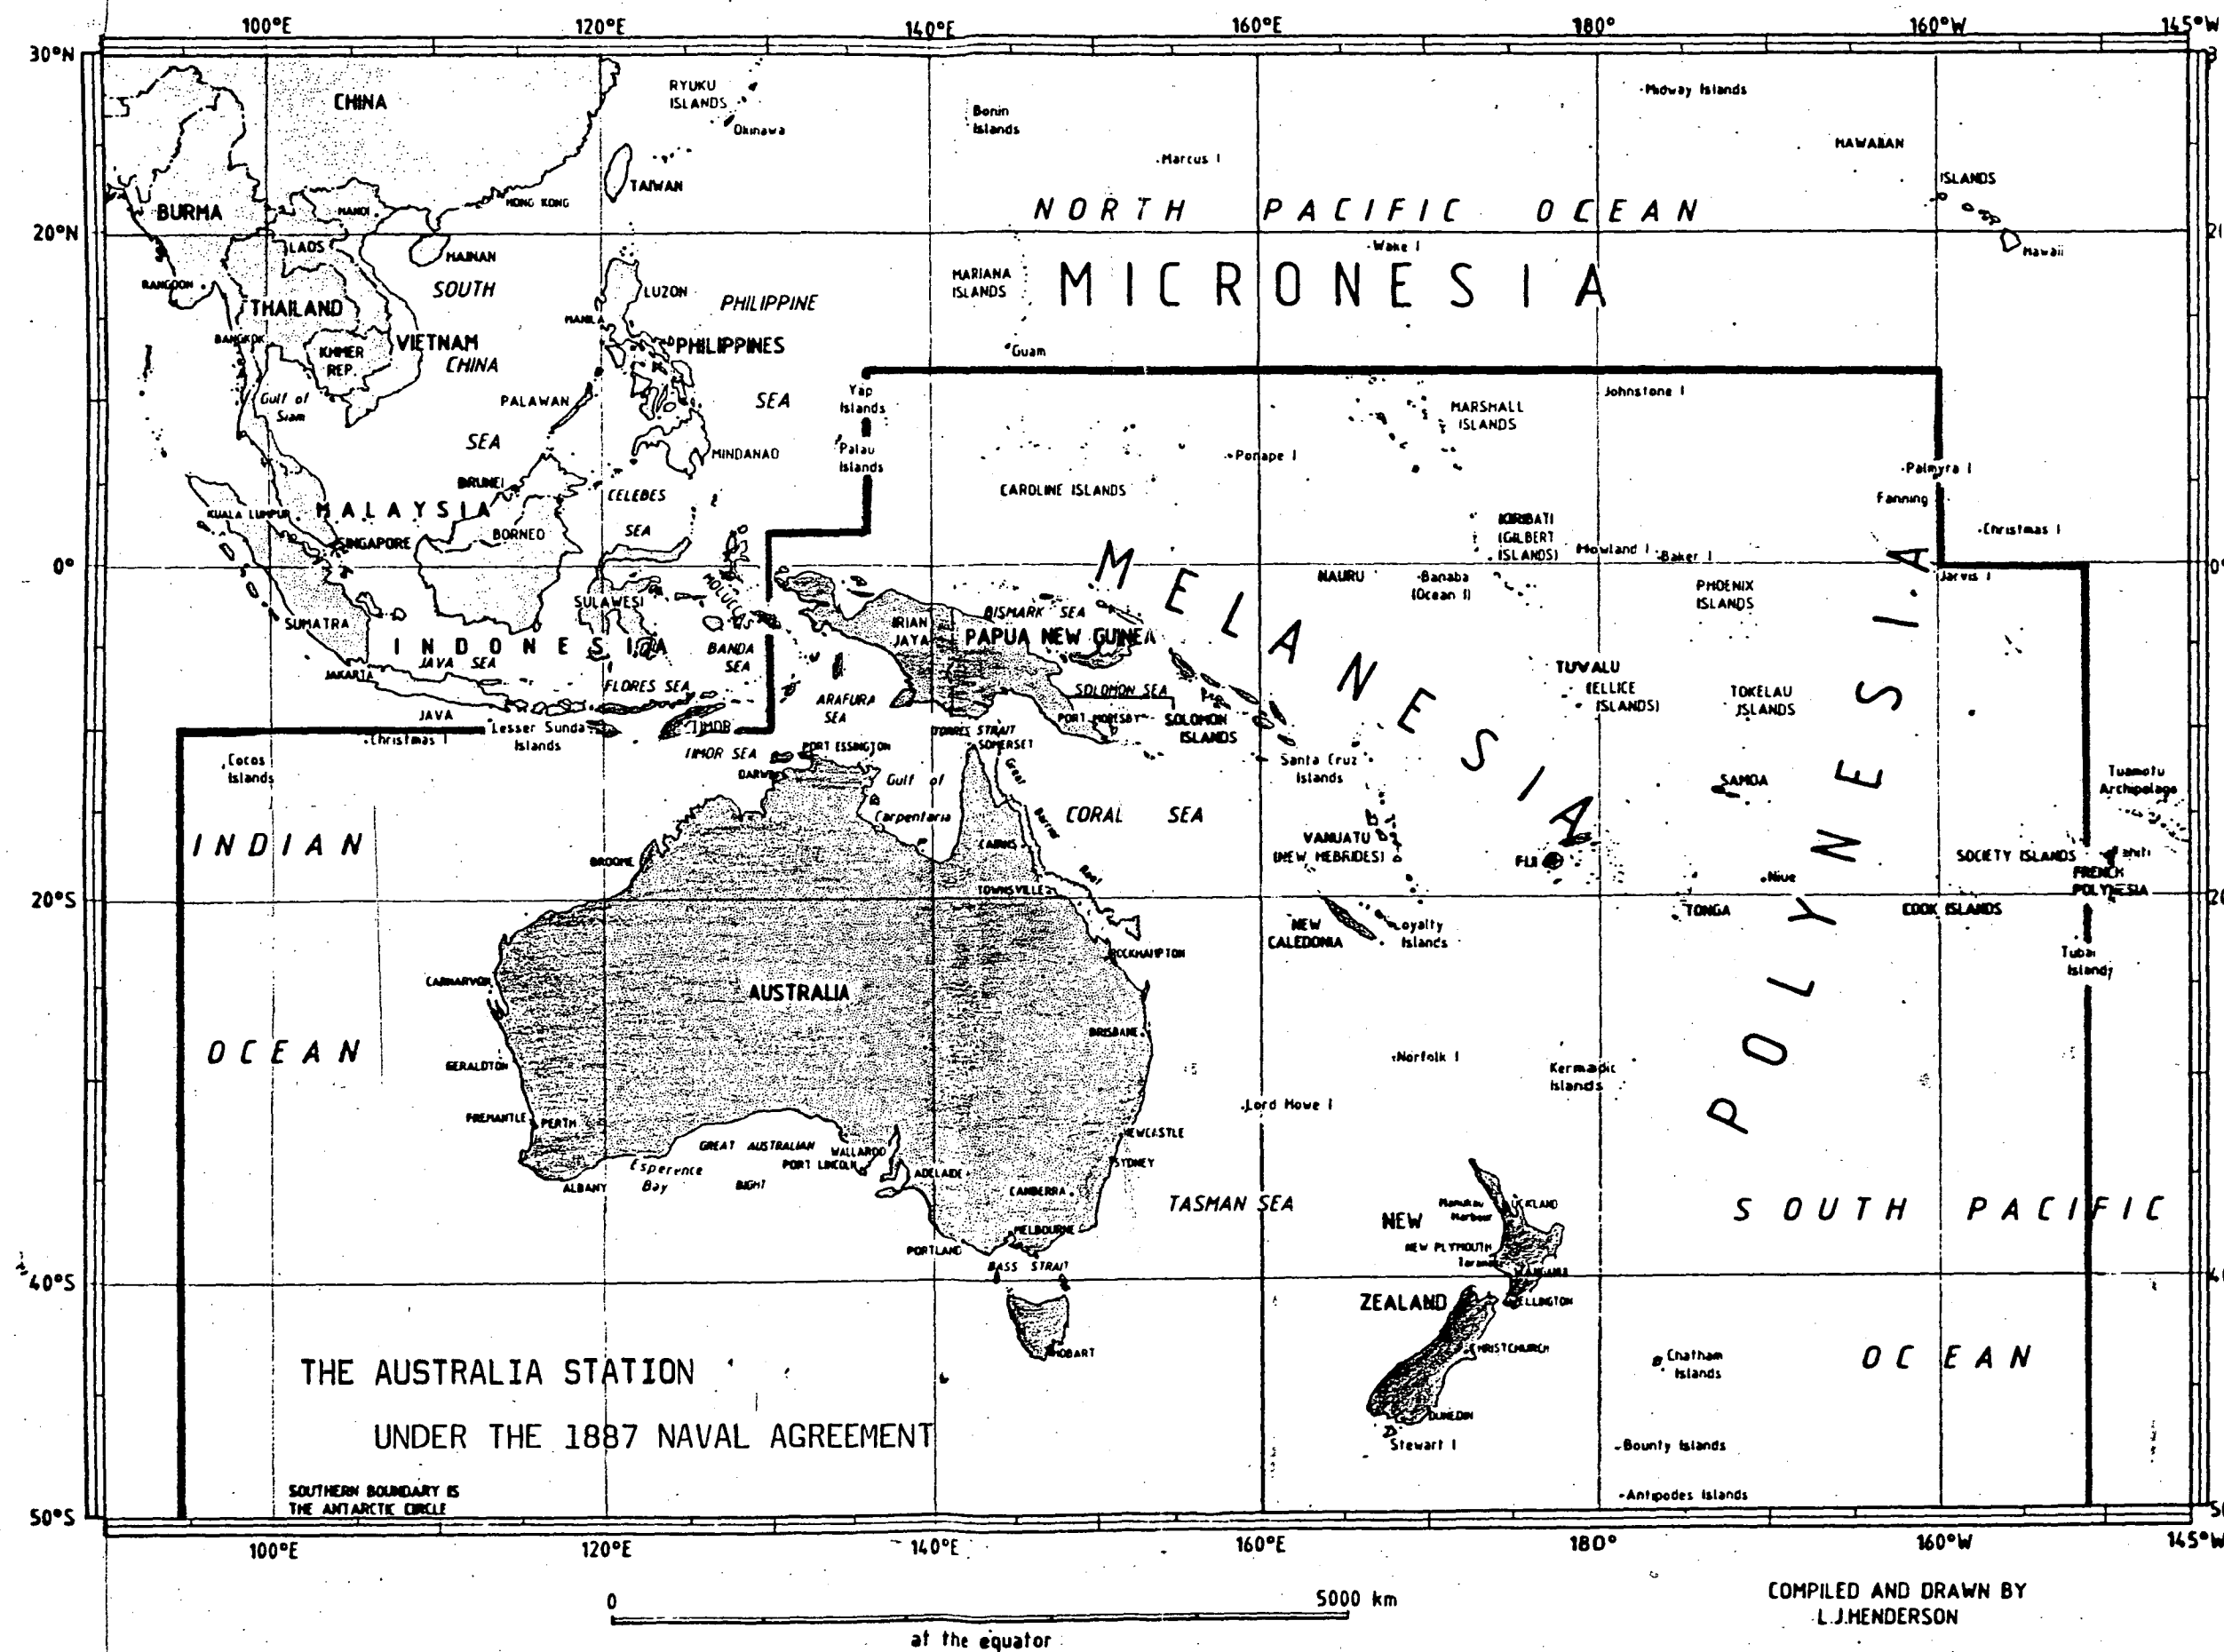 100°E 120°E 140°E 160°E 180° 160°W 145°W
30°N
CHINA
RYUKU
ISLANDS
Okinawa
Bonin
Islands
Midway Islands
Marcus I
HAWAIIAN
ISLANDS
Hawaii
TAIWAN
HONG KONG
BURMA
HANOI
NORTH PACIFIC OCEAN
20°N
LAOS
HAINAN
Wake I
RANGOON
THAILAND
SOUTH
CHINA
SEA
LUZON
MANILA
PHILIPPINE
SEA
MARIANA
ISLANDS
MICRONESIA
BANGKOK
KHMER
REP.
VIETNAM
PHILIPPINES
Guam
Gulf of
Siam
PALAWAN
Yap
Islands
Johnstone I
MARSHALL
ISLANDS
MINDANAO
Palau
Islands
Ponape I
Palmyra I
BRUNEI
CELEBES
SEA
CAROLINE ISLANDS
Fanning
KUALA LUMPUR
MALAYSIA
SINGAPORE
BORNEO
KIRIBATI
(GILBERT
ISLANDS)
Howland I
Baker I
Christmas I
0°
MELANESIA
NAURU
Banaba
(Ocean I)
PHOENIX
ISLANDS
Jarvis I
SULAWESI
MOLUCCAS
SUMATRA
BISMARK SEA
IRIAN
JAYA
PAPUA NEW GUINEA
INDONESIA
JAVA SEA
BANDA
SEA
JAKARTA
FLORES SEA
ARAFURA
SEA
SOLOMON SEA
TUVALU
(ELLICE
ISLANDS)
TOKELAU
ISLANDS
JAVA
Lesser Sunda
Islands
TIMOR
TIMOR SEA
PORT MORESBY
SOLOMON
ISLANDS
Christmas I
Cocos
Islands
PORT ESSINGTON
TORRES STRAIT
SOMERSET
Santa Cruz
Islands
DARWIN
Gulf of
Carpentaria
Great
Barrier
Reef
CORAL SEA
SAMOA
Tuamotu
Archipelago
INDIAN
OCEAN
BROOME
CAIRNS
VANUATU
(NEW HEBRIDES)
FIJI
POLYNESIA
SOCIETY ISLANDS
Tahiti
FRENCH
POLYNESIA
TOWNSVILLE
Niue
20°S
NEW
CALEDONIA
Loyalty
Islands
TONGA
COOK ISLANDS
ROCKHAMPTON
CARNARVON
AUSTRALIA
BRISBANE
GERALDTON
Norfolk I
Kermadic
Islands
FREMANTLE
PERTH
Lord Howe I
GREAT AUSTRALIAN
BIGHT
WALLAROO
PORT LINCOLN
NEWCASTLE
SYDNEY
Esperence
Bay
ALBANY
ADELAIDE
CANBERRA
TASMAN SEA
SOUTH PACIFIC
OCEAN
MELBOURNE
PORTLAND
BASS STRAIT
NEW
ZEALAND
Manukau
Harbour
AUCKLAND
NEW PLYMOUTH
40°S
WELLINGTON
HOBART
CHRISTCHURCH
Chatham
Islands
DUNEDIN
Stewart I
Bounty Islands
Antipodes Islands
THE AUSTRALIA STATION
UNDER THE 1887 NAVAL AGREEMENT
SOUTHERN BOUNDARY IS
THE ANTARCTIC CIRCLE
50°S
100°E 120°E 140°E 160°E 180° 160°W 145°W
0 5000 km
at the equator
COMPILED AND DRAWN BY
L.J.HENDERSON